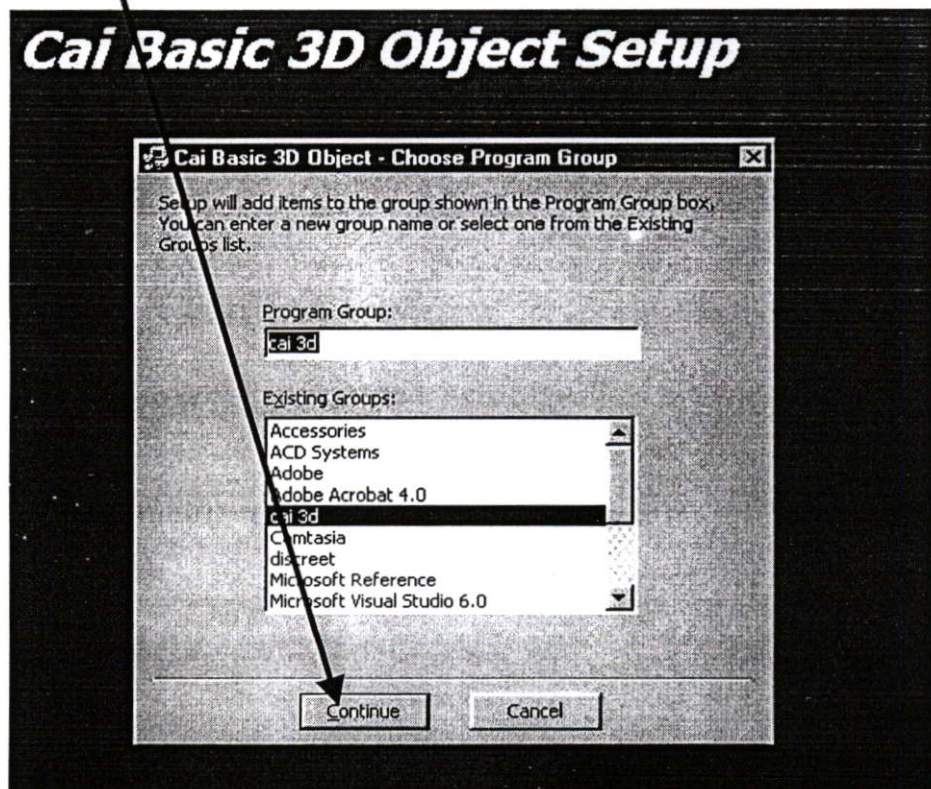 Cai Basic 3D Object Setup
Cai Basic 3D Object - Choose Program Group
Setup will add items to the group shown in the Program Group box,
You can enter a new group name or select one from the Existing
Groups list.
Program Group:
cai 3d
Existing Groups:
Accessories
ACD Systems
Adobe
Adobe Acrobat 4.0
cai 3d
Camtasia
discreet
Microsoft Reference
Microsoft Visual Studio 6.0
Continue
Cancel